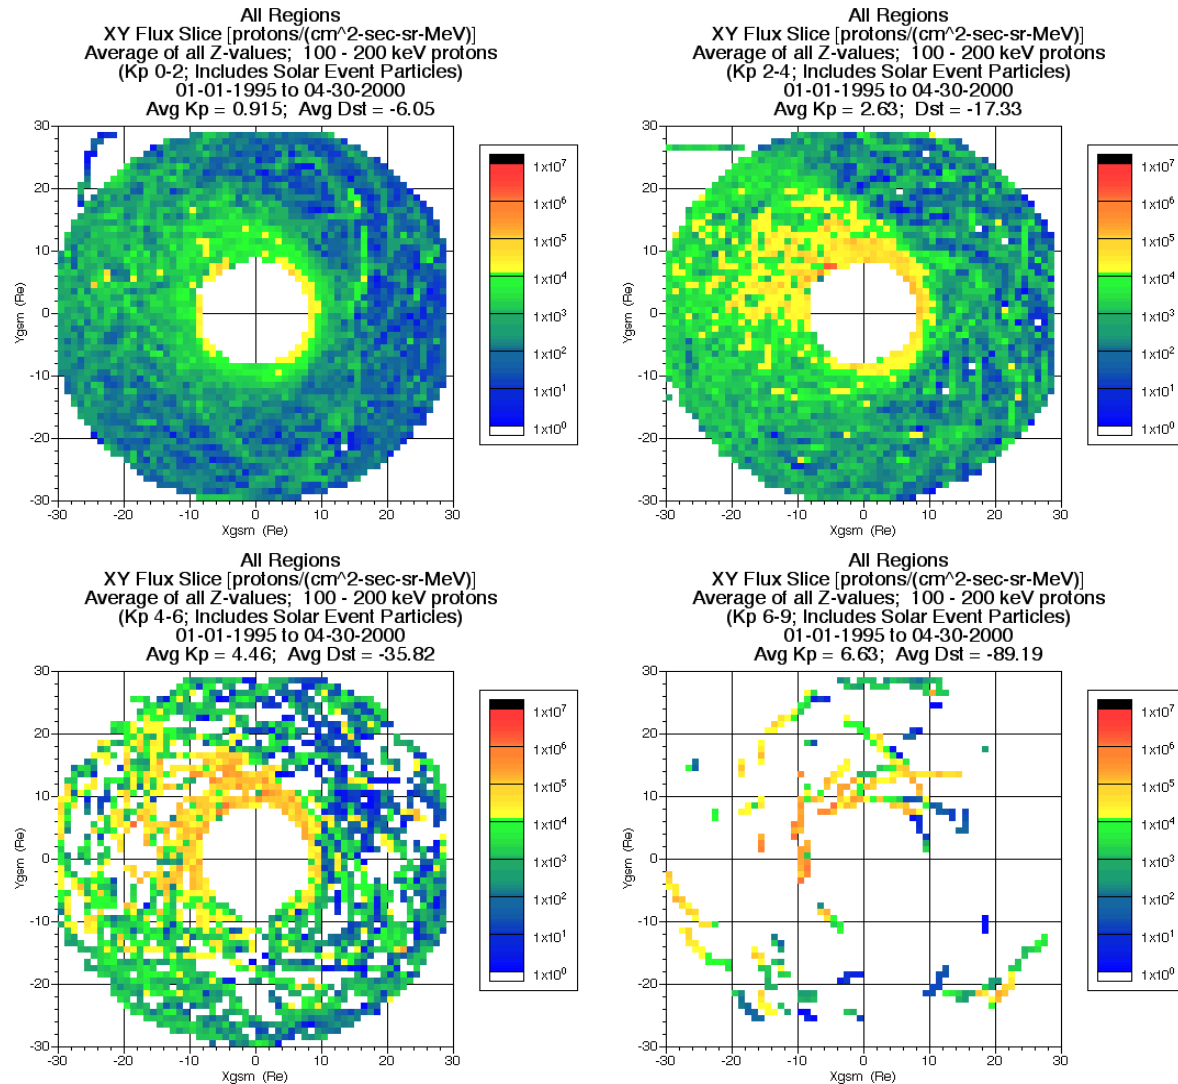 All Regions
XY Flux Slice [protons/(cm^2-sec-sr-MeV)]
Average of all Z-values;  100 - 200 keV protons
(Kp 0-2; Includes Solar Event Particles)
01-01-1995 to 04-30-2000
Avg Kp = 0.915;  Avg Dst = -6.05
30
20
10
0
-10
-20
-30
Ygsm (Re)
-30 -20 -10 0 10 20 30
Xgsm (Re)
1x10^7
1x10^6
1x10^5
1x10^4
1x10^3
1x10^2
1x10^1
1x10^0
All Regions
XY Flux Slice [protons/(cm^2-sec-sr-MeV)]
Average of all Z-values;  100 - 200 keV protons
(Kp 2-4; Includes Solar Event Particles)
01-01-1995 to 04-30-2000
Avg Kp = 2.63;  Dst = -17.33
30
20
10
0
-10
-20
-30
Ygsm (Re)
-30 -20 -10 0 10 20 30
Xgsm (Re)
1x10^7
1x10^6
1x10^5
1x10^4
1x10^3
1x10^2
1x10^1
1x10^0
All Regions
XY Flux Slice [protons/(cm^2-sec-sr-MeV)]
Average of all Z-values;  100 - 200 keV protons
(Kp 4-6; Includes Solar Event Particles)
01-01-1995 to 04-30-2000
Avg Kp = 4.46;  Avg Dst = -35.82
30
20
10
0
-10
-20
-30
Ygsm (Re)
-30 -20 -10 0 10 20 30
Xgsm (Re)
1x10^7
1x10^6
1x10^5
1x10^4
1x10^3
1x10^2
1x10^1
1x10^0
All Regions
XY Flux Slice [protons/(cm^2-sec-sr-MeV)]
Average of all Z-values;  100 - 200 keV protons
(Kp 6-9; Includes Solar Event Particles)
01-01-1995 to 04-30-2000
Avg Kp = 6.63;  Avg Dst = -89.19
30
20
10
0
-10
-20
-30
Ygsm (Re)
-30 -20 -10 0 10 20 30
Xgsm (Re)
1x10^7
1x10^6
1x10^5
1x10^4
1x10^3
1x10^2
1x10^1
1x10^0